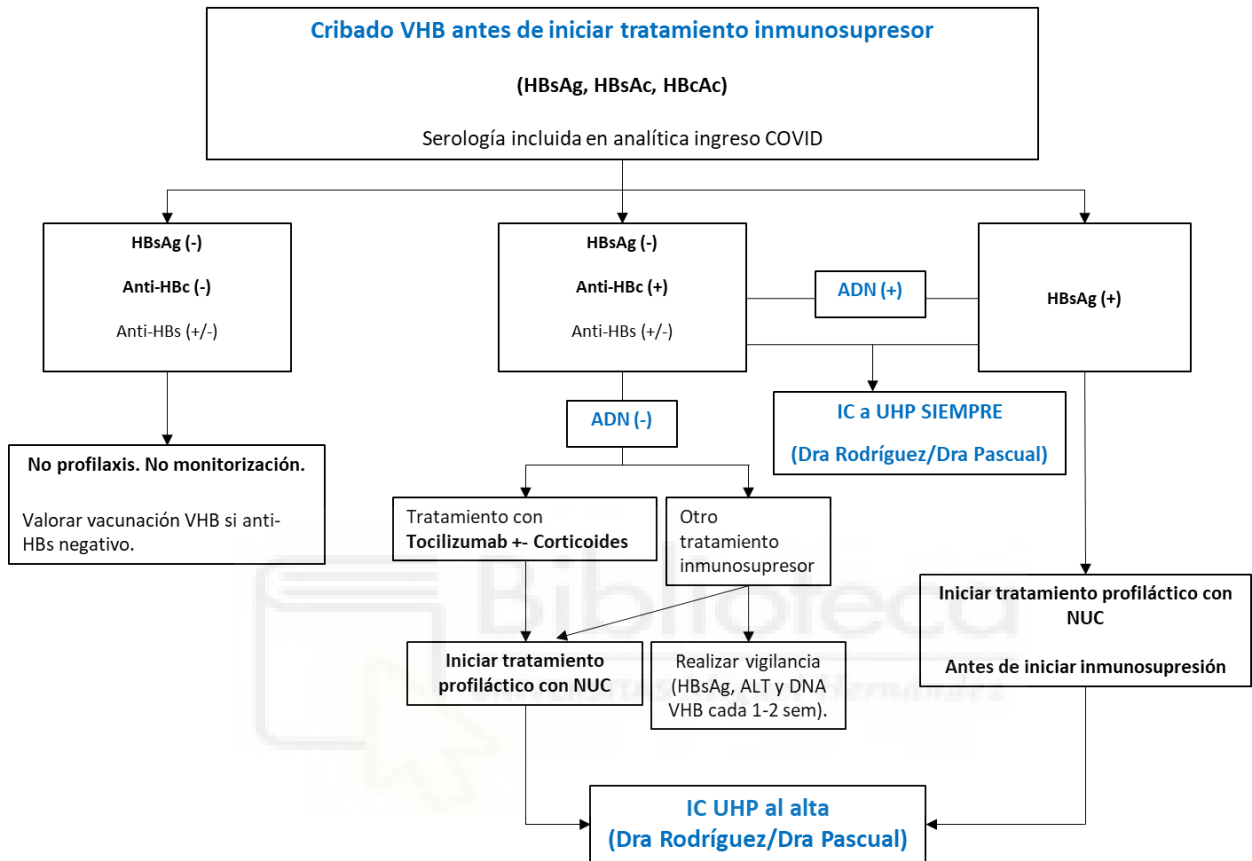 Cribado VHB antes de iniciar tratamiento inmunosupresor
(HBsAg, HBsAc, HBcAc)
Serología incluida en analítica ingreso COVID
HBsAg (-)
Anti-HBc (-)
Anti-HBs (+/-)
HBsAg (-)
Anti-HBc (+)
Anti-HBs (+/-)
ADN (+)
HBsAg (+)
ADN (-)
IC a UHP SIEMPRE
(Dra Rodríguez/Dra Pascual)
No profilaxis. No monitorización.
Valorar vacunación VHB si anti-
HBs negativo.
Tratamiento con
Tocilizumab +- Corticoides
Otro
tratamiento
inmunosupresor
Iniciar tratamiento profiláctico con
NUC
Antes de iniciar inmunosupresión
Iniciar tratamiento
profiláctico con NUC
Realizar vigilancia
(HBsAg, ALT y DNA
VHB cada 1-2 sem).
IC UHP al alta
(Dra Rodríguez/Dra Pascual)
Biblioteca